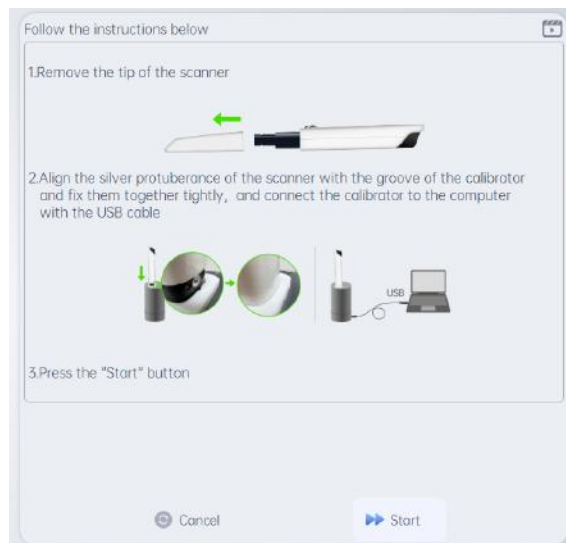 Follow the instructions below
1.Remove the tip of the scanner
2.Align the silver protuberance of the scanner with the groove of the calibrator
and fix them together tightly, and connect the calibrator to the computer
with the USB cable
USB
3.Press the "Start" button
Cancel
Start